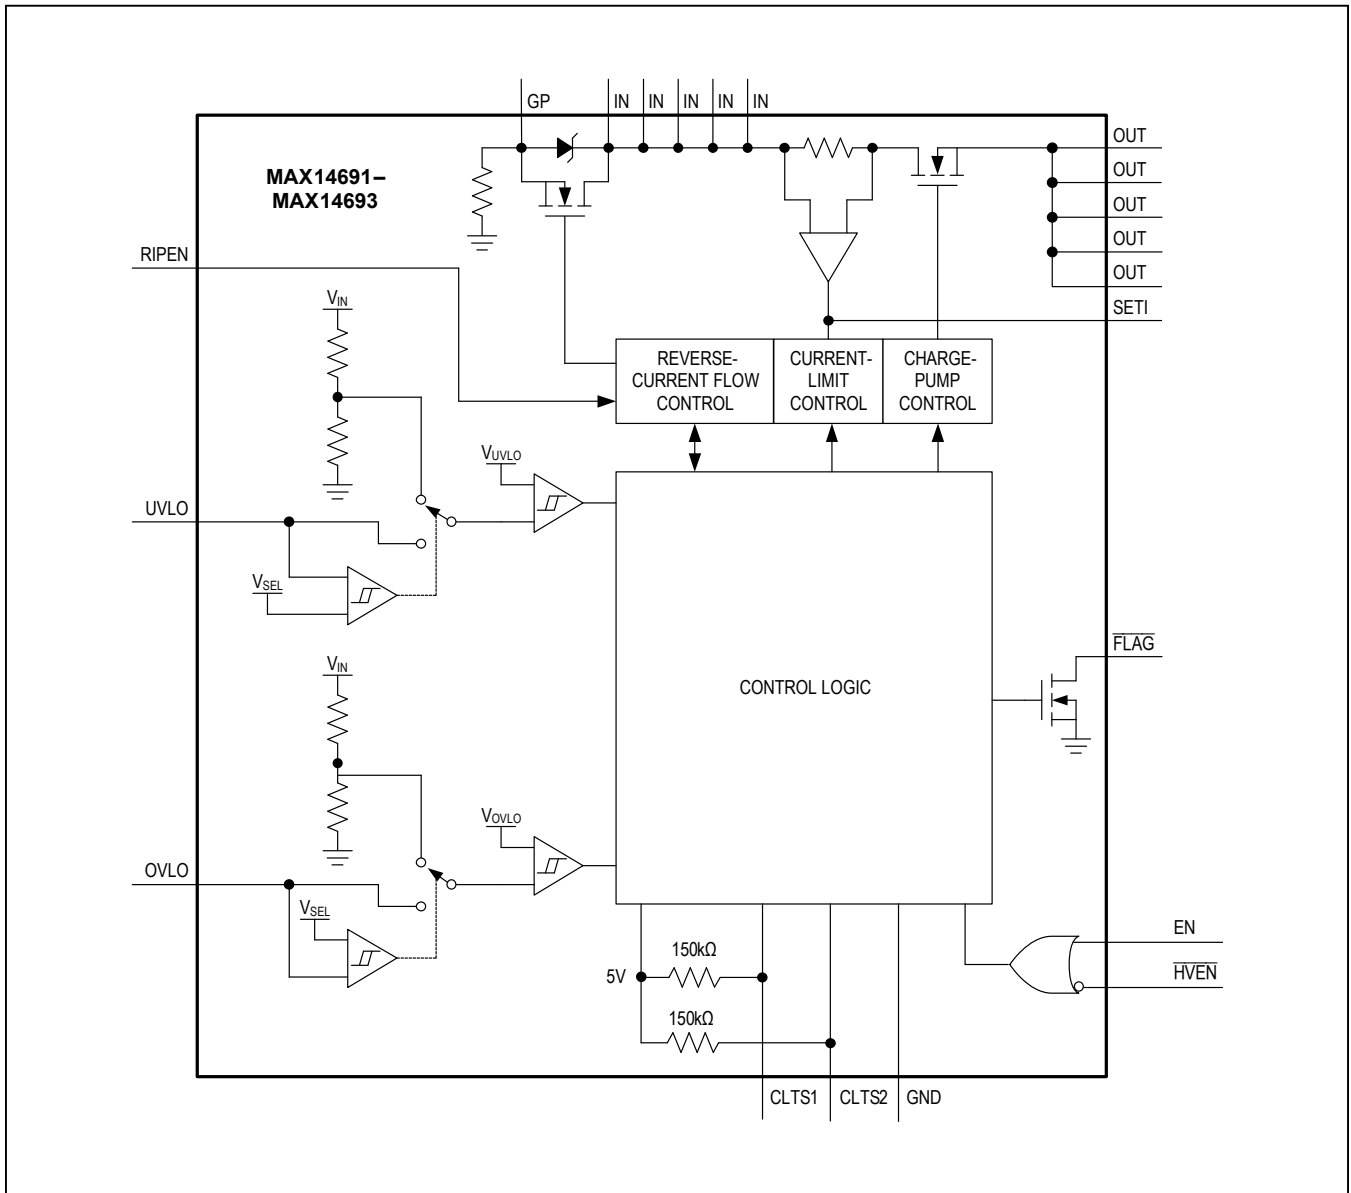 GP
IN
IN
IN
IN
IN
MAX14691–
MAX14693
OUT
OUT
OUT
OUT
OUT
SETI
RIPEN
VIN
REVERSE-
CURRENT FLOW
CONTROL
CURRENT-
LIMIT
CONTROL
CHARGE-
PUMP
CONTROL
VUVLO
UVLO
VSEL
FLAG
VIN
CONTROL LOGIC
VOVLO
OVLO
VSEL
EN
HVEN
150kΩ
5V
150kΩ
CLTS1
CLTS2
GND